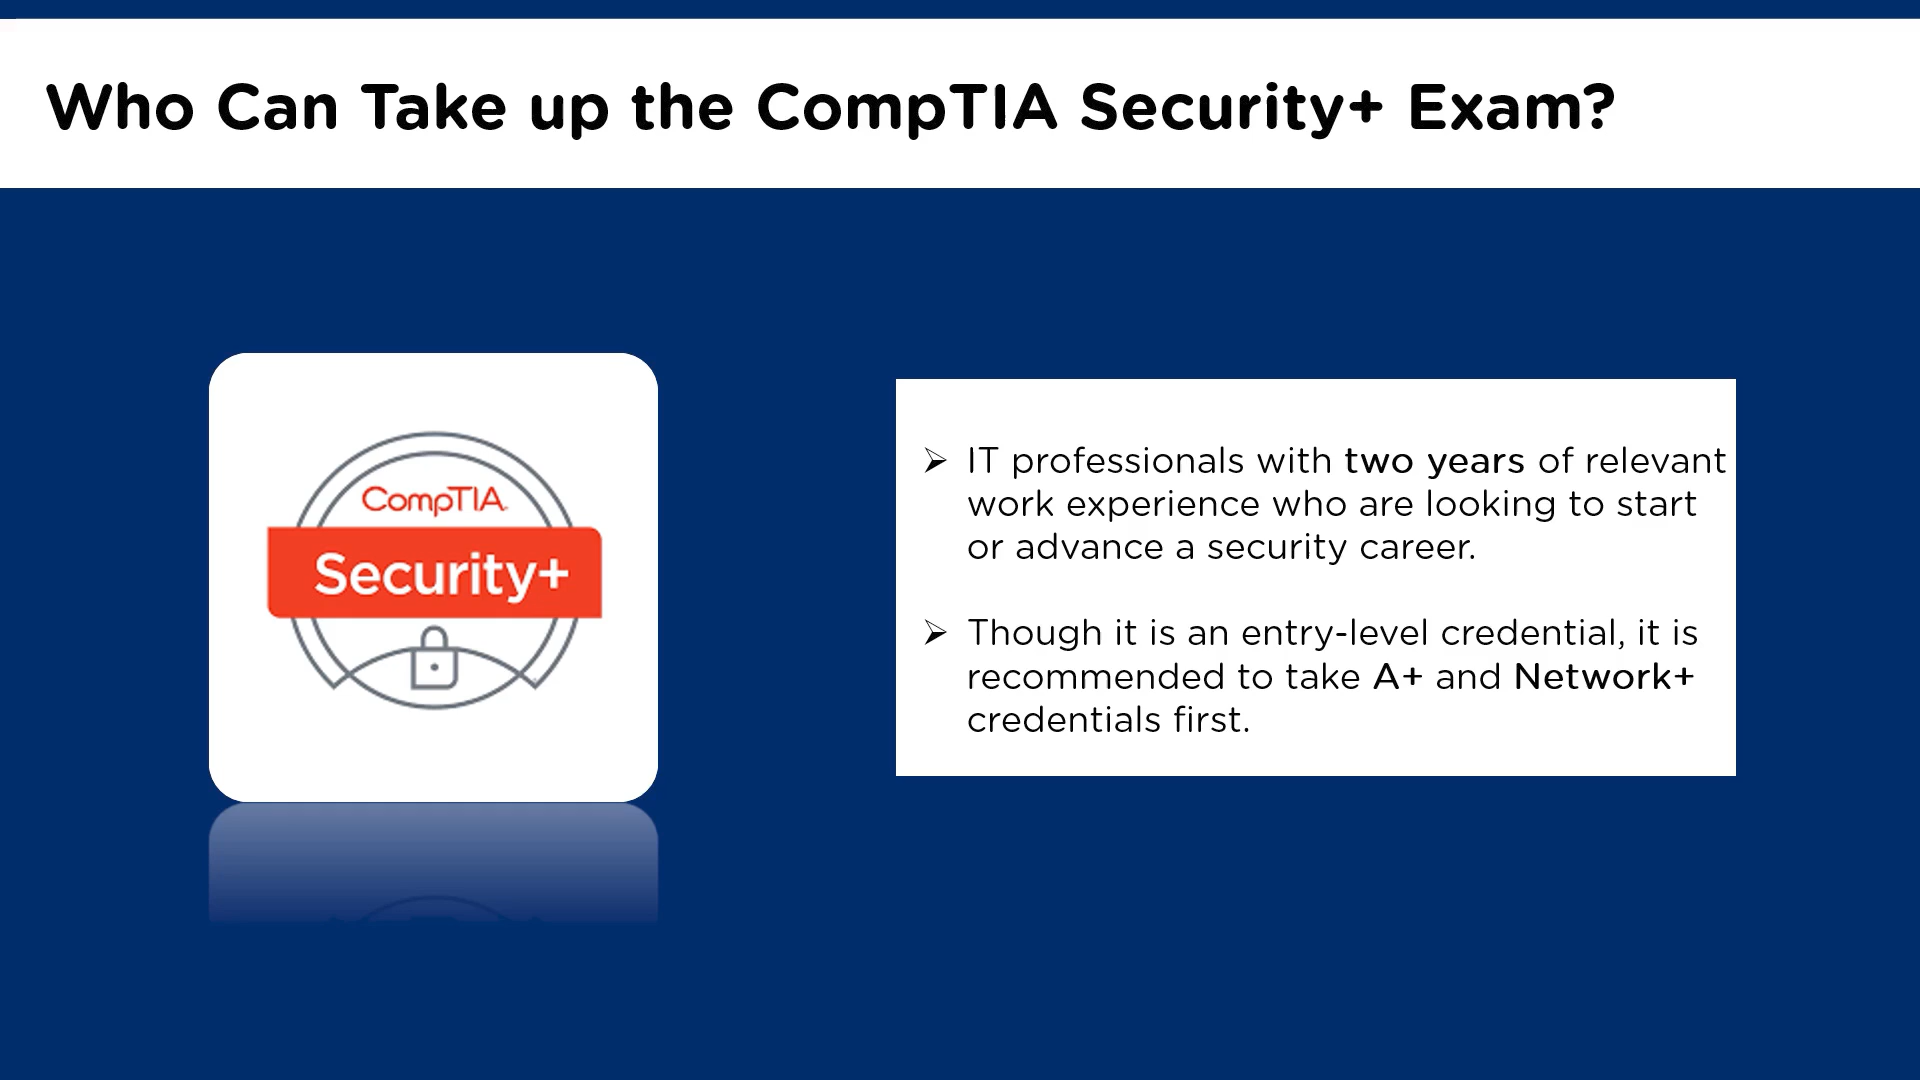 Who Can Take up the CompTIA Security+ Exam?
CompTIA
Security+
➢ IT professionals with two years of relevant
work experience who are looking to start
or advance a security career.
➢ Though it is an entry-level credential, it is
recommended to take A+ and Network+
credentials first.